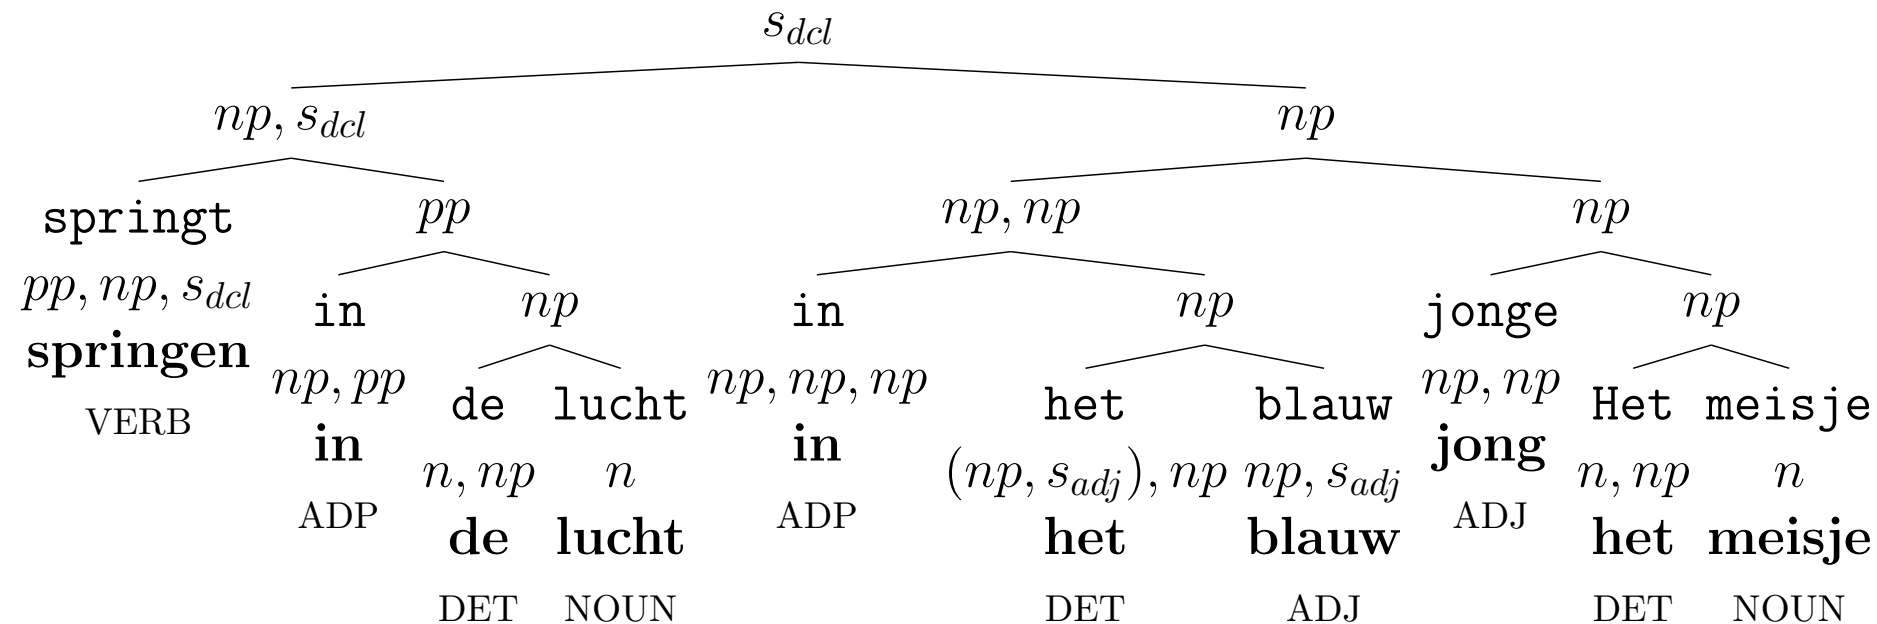 s_dcl
np, s_dcl np
springt pp np, np np
pp, np, s_dcl in np in np jonge np
springen np, pp de lucht np, np, np het blauw np, np Het meisje
VERB in n, np n in (np, s_adj), np np, s_adj jong n, np n
ADP de lucht ADP het blauw ADJ het meisje
DET NOUN DET ADJ DET NOUN